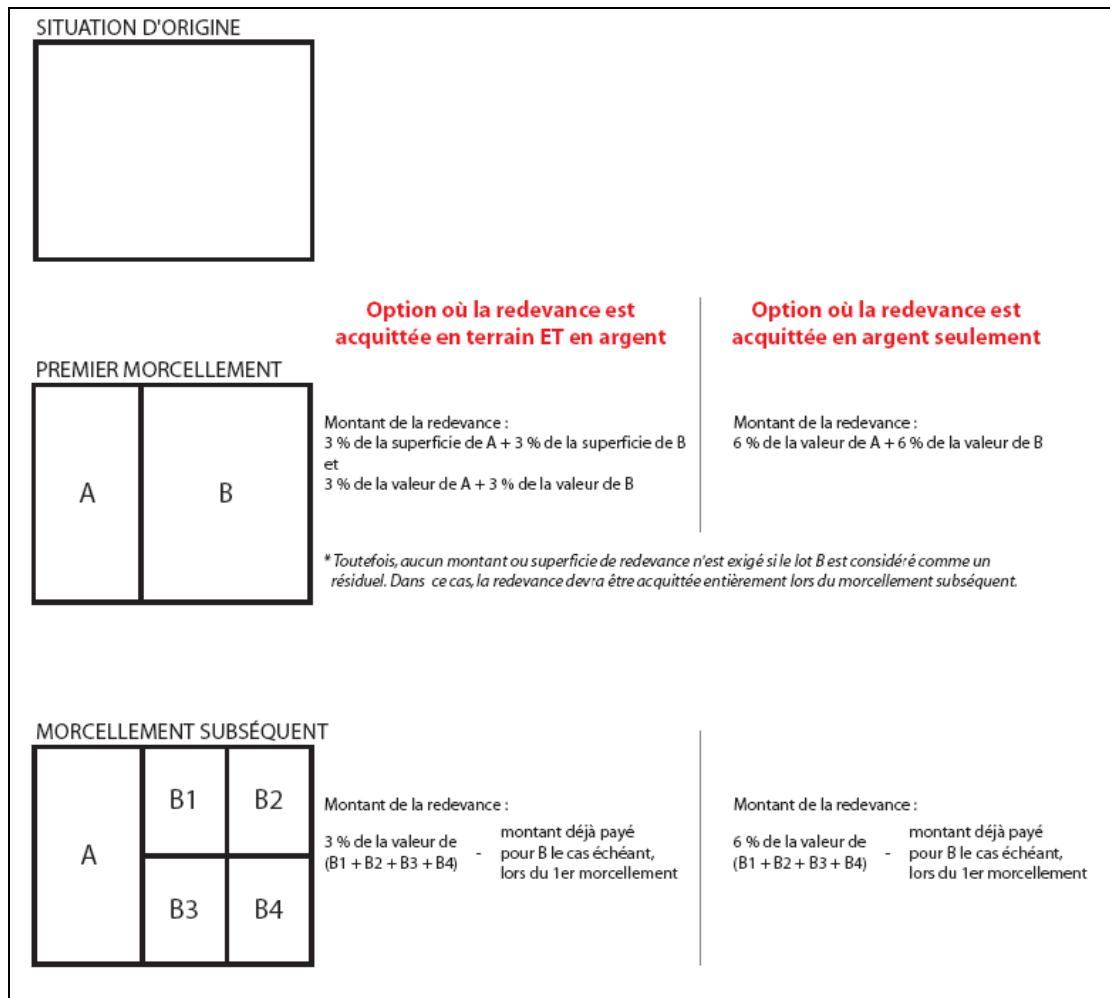 SITUATION D'ORIGINE
Option où la redevance est
acquittée en terrain ET en argent
Option où la redevance est
acquittée en argent seulement
PREMIER MORCELLEMENT
A
B
Montant de la redevance :
3 % de la superficie de A + 3 % de la superficie de B
et
3 % de la valeur de A + 3 % de la valeur de B
Montant de la redevance :
6 % de la valeur de A + 6 % de la valeur de B
* Toutefois, aucun montant ou superficie de redevance n'est exigé si le lot B est considéré comme un
résiduel. Dans ce cas, la redevance devra être acquittée entièrement lors du morcellement subséquent.
MORCELLEMENT SUBSÉQUENT
A
B1
B2
B3
B4
Montant de la redevance :
3 % de la valeur de
(B1 + B2 + B3 + B4)
-
montant déjà payé
pour B le cas échéant,
lors du 1er morcellement
Montant de la redevance :
6 % de la valeur de
(B1 + B2 + B3 + B4)
-
montant déjà payé
pour B le cas échéant,
lors du 1er morcellement